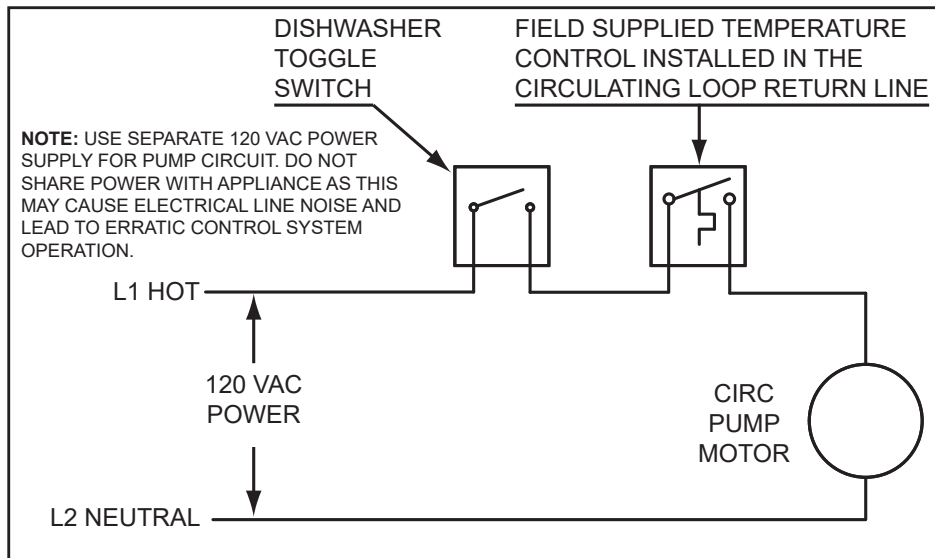 DISHWASHER
TOGGLE
SWITCH
FIELD SUPPLIED TEMPERATURE
CONTROL INSTALLED IN THE
CIRCULATING LOOP RETURN LINE
NOTE: USE SEPARATE 120 VAC POWER
SUPPLY FOR PUMP CIRCUIT. DO NOT
SHARE POWER WITH APPLIANCE AS THIS
MAY CAUSE ELECTRICAL LINE NOISE AND
LEAD TO ERRATIC CONTROL SYSTEM
OPERATION.
L1 HOT
120 VAC
POWER
CIRC
PUMP
MOTOR
L2 NEUTRAL